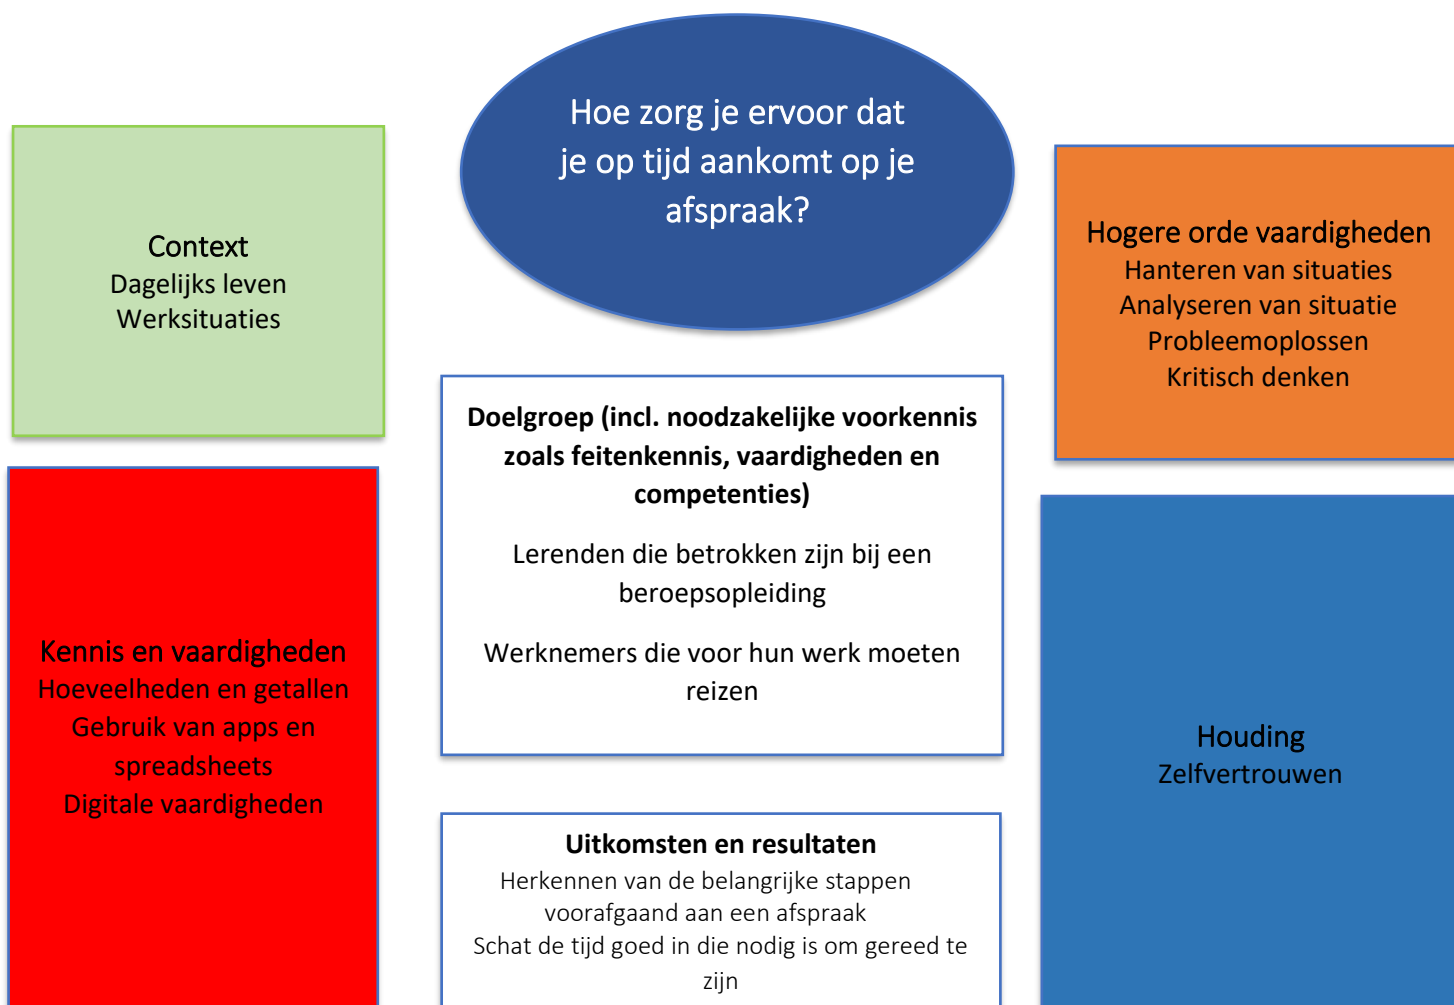 Hoe zorg je ervoor dat
je op tijd aankomt op je
afspraak?
Context
Dagelijks leven
Werksituaties
Hogere orde vaardigheden
Hanteren van situaties
Analyseren van situatie
Probleemoplossen
Kritisch denken
Doelgroep (incl. noodzakelijke voorkennis
zoals feitenkennis, vaardigheden en
competenties)
Lerenden die betrokken zijn bij een
beroepsopleiding
Werknemers die voor hun werk moeten
reizen
Kennis en vaardigheden
Hoeveelheden en getallen
Gebruik van apps en
spreadsheets
Digitale vaardigheden
Houding
Zelfvertrouwen
Uitkomsten en resultaten
Herkennen van de belangrijke stappen
voorafgaand aan een afspraak
Schat de tijd goed in die nodig is om gereed te
zijn